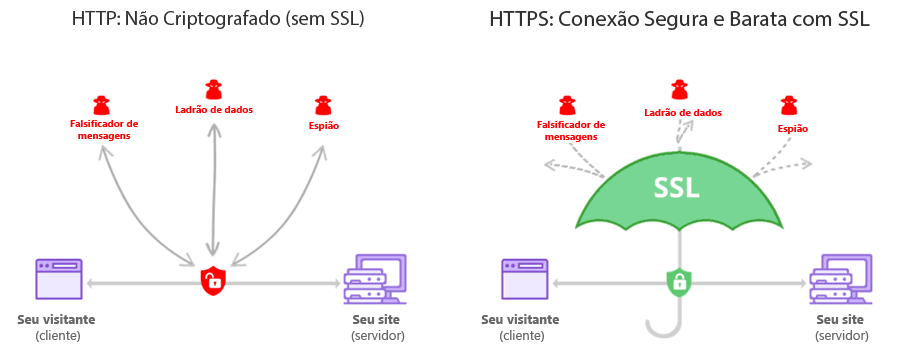 HTTP: Não Criptografado (sem SSL)
Ladrão de dados
Falsificador de
mensagens
Espião
Seu visitante
(cliente)
Seu site
(servidor)
HTTPS: Conexão Segura e Barata com SSL
Ladrão de dados
Falsificador de
mensagens
Espião
SSL
Seu visitante
(cliente)
Seu site
(servidor)